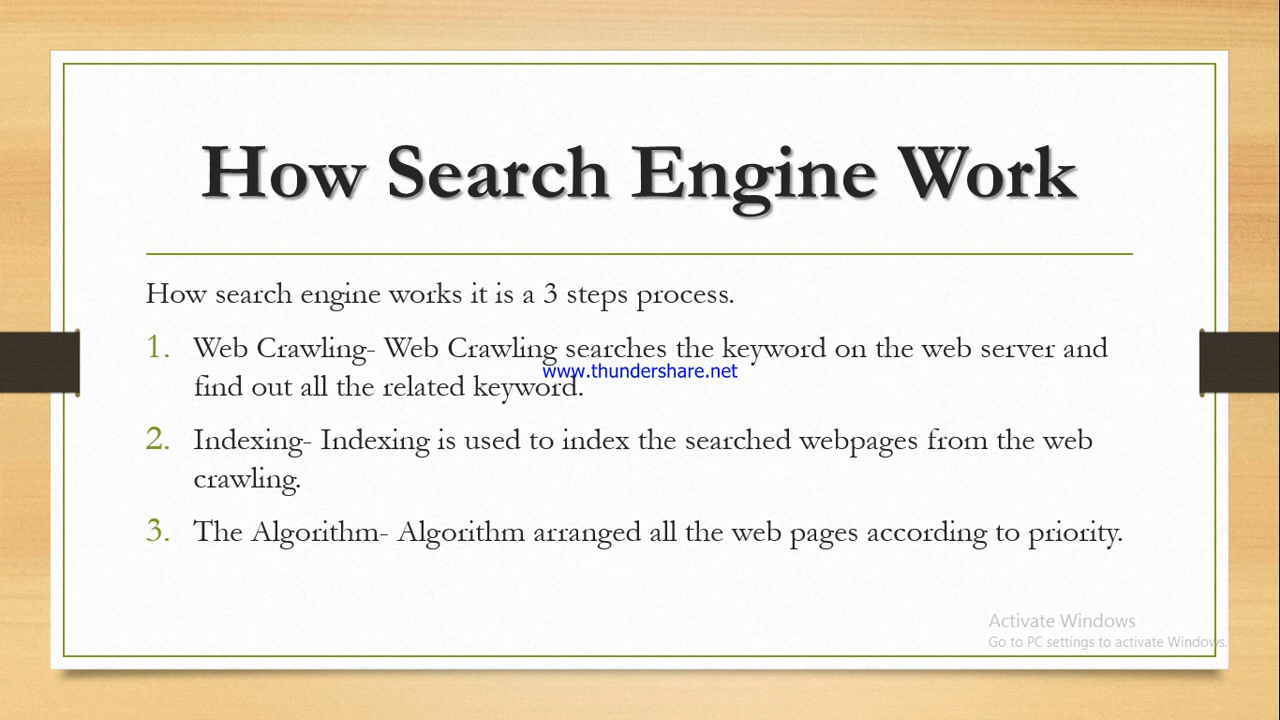 How Search Engine Work
How search engine works it is a 3 steps process.
1. Web Crawling- Web Crawling searches the keyword on the web server and
www.thundershare.net
find out all the related keyword.
2. Indexing- Indexing is used to index the searched webpages from the web
crawling.
3. The Algorithm- Algorithm arranged all the web pages according to priority.
Activate Windows
Go to PC settings to activate Windows.